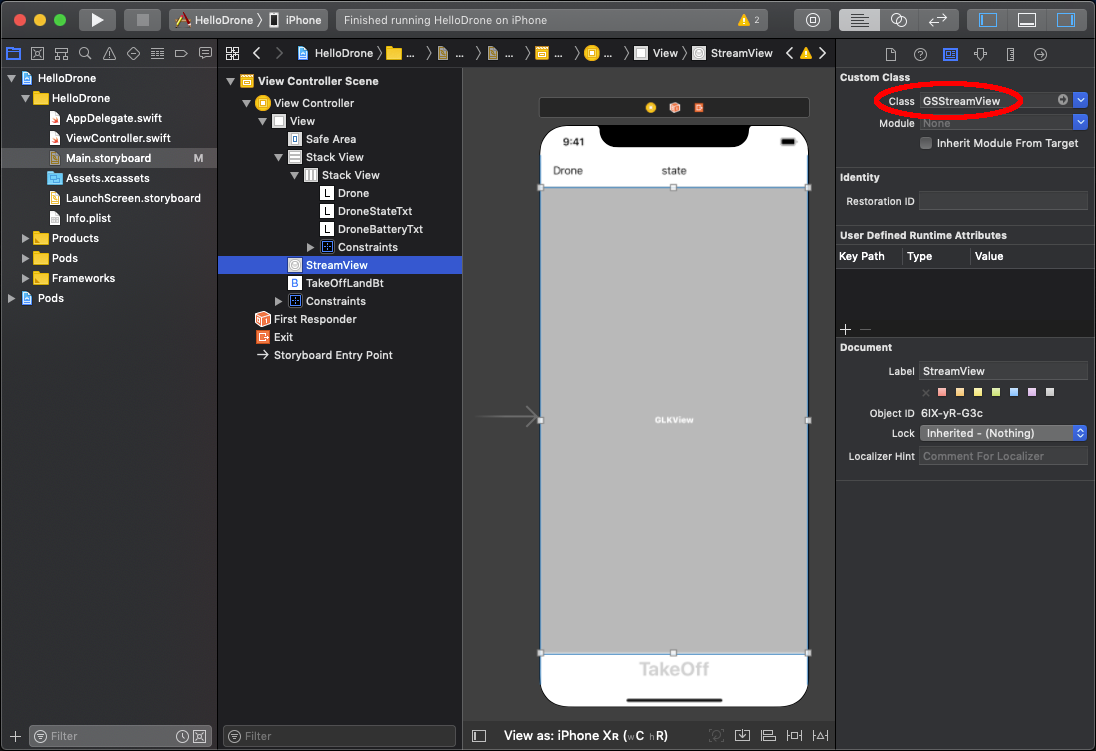 HelloDrone 〉 iPhone
Finished running HelloDrone on iPhone
2
HelloDrone 〉 ... 〉 ... 〉 ... 〉 ... 〉 ... 〉 View 〉 StreamView
HelloDrone
HelloDrone
AppDelegate.swift
ViewController.swift
Main.storyboard M
Assets.xcassets
LaunchScreen.storyboard
Info.plist
Products
Pods
Frameworks
Pods
Filter
View Controller Scene
View Controller
View
Safe Area
Stack View
Stack View
L Drone
L DroneStateTxt
L DroneBatteryTxt
Constraints
StreamView
B TakeOffLandBt
Constraints
First Responder
Exit
Storyboard Entry Point
Filter
9:41
Drone state
GLKView
TakeOff
View as: iPhone XR (wC hR)
Custom Class
Class GSStreamView
Module None
Inherit Module From Target
Identity
Restoration ID
User Defined Runtime Attributes
Key Path Type Value
Document
Label StreamView
Object ID 6IX-yR-G3c
Lock Inherited - (Nothing)
Localizer Hint Comment For Localizer